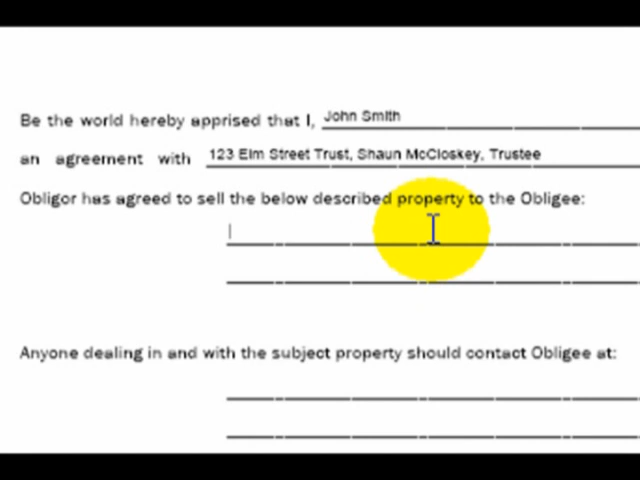 Be the world hereby apprised that I, John Smith
an agreement with 123 Elm Street Trust, Shaun McCloskey, Trustee
Obligor has agreed to sell the below described property to the Obligee:
Anyone dealing in and with the subject property should contact Obligee at: